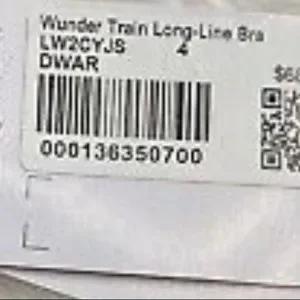 Wunder Train Long-Line Bra
LW2CYJS 4
DWAR
000136350700